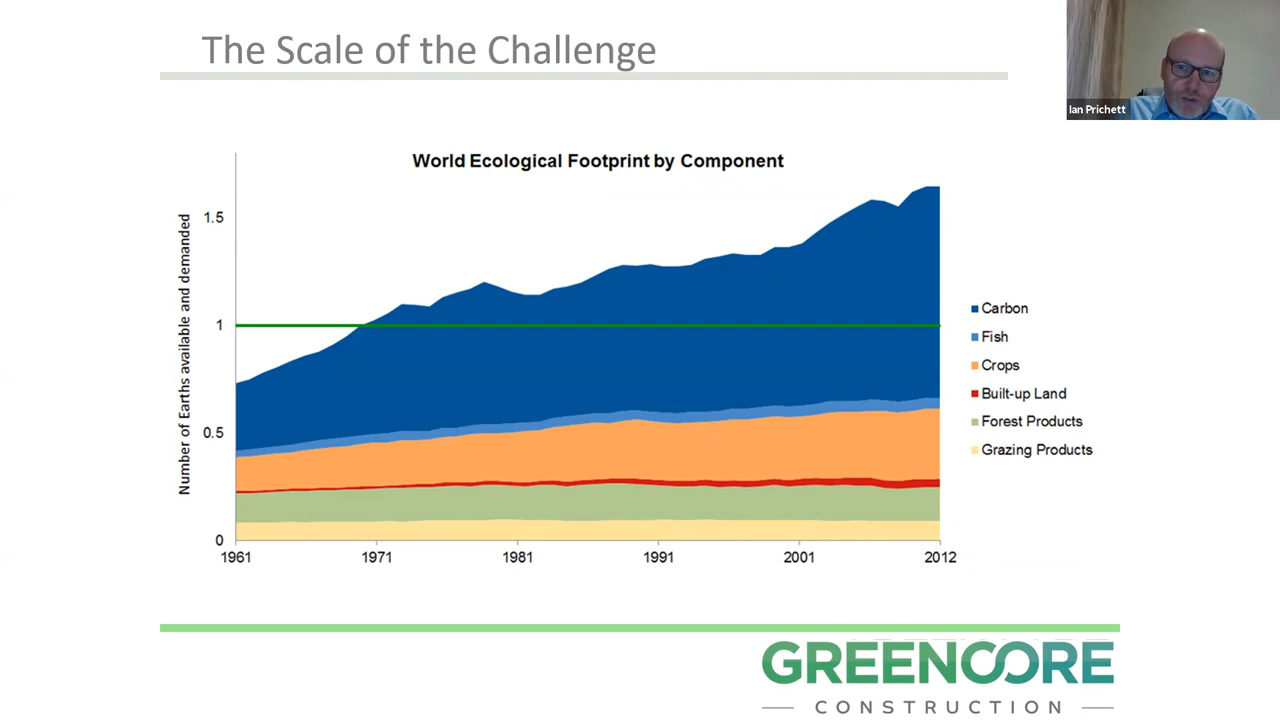 The Scale of the Challenge
Ian Prichett
World Ecological Footprint by Component
Number of Earths available and demanded
1.5
1
0.5
0
1961 1971 1981 1991 2001 2012
Carbon
Fish
Crops
Built-up Land
Forest Products
Grazing Products
GREENCORE
CONSTRUCTION